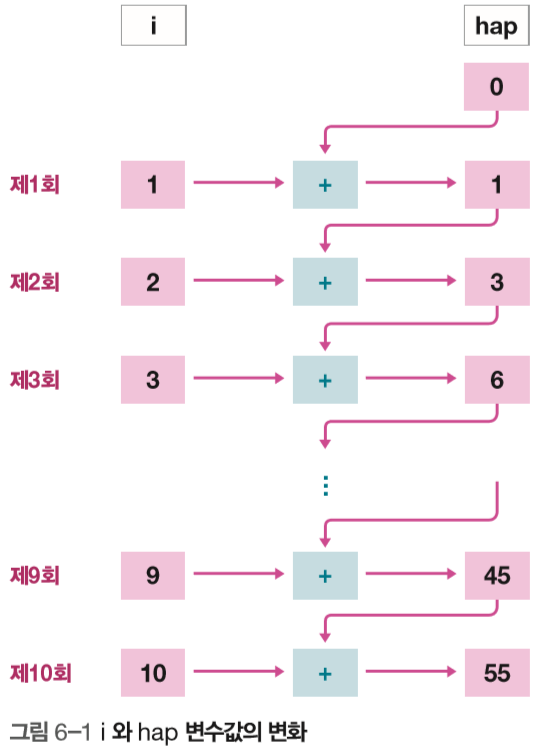 i hap
0
제1회 1 + 1
제2회 2 + 3
제3회 3 + 6
⋮
제9회 9 + 45
제10회 10 + 55
그림 6-1 i 와 hap 변수값의 변화